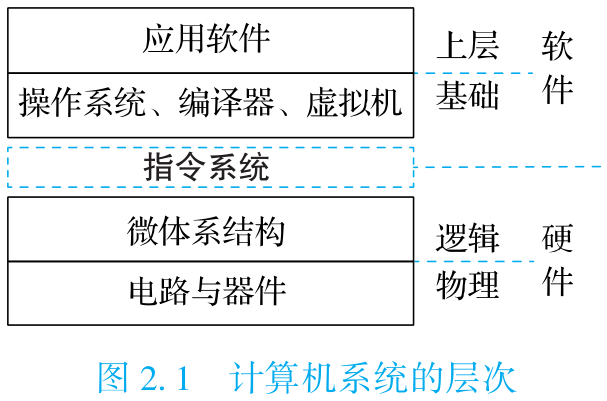 应用软件 上层 软
操作系统、编译器、虚拟机 基础 件
指令系统
微体系结构 逻辑 硬
电路与器件 物理 件
图 2.1 计算机系统的层次